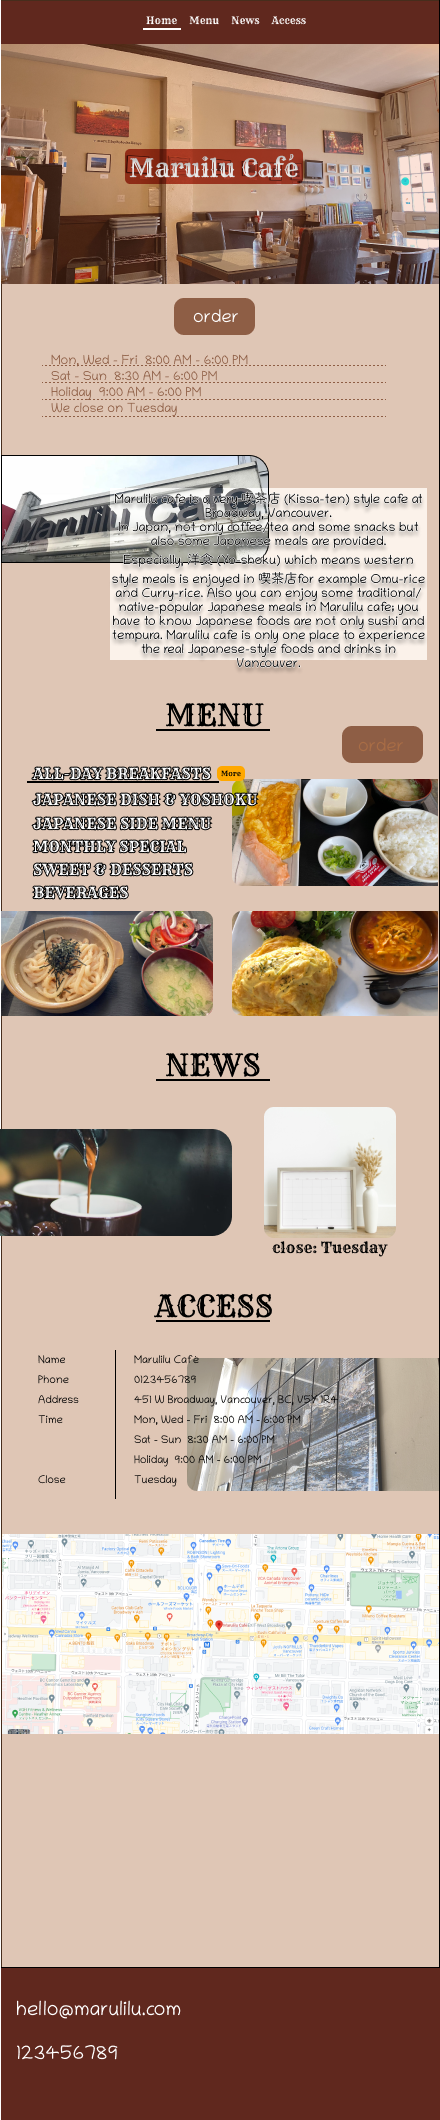 Home Menu News Access
Maruilu Café
order
Mon, Wed - Fri 8:00 AM - 6:00 PM
Sat - Sun 8:30 AM - 6:00 PM
Holiday 9:00 AM - 6:00 PM
We close on Tuesday
Marulilu Cafe
Marulilu cafe is a very 喫茶店 (Kissa-ten) style cafe at
Broadway, Vancouver.
In Japan, not only coffee/tea and some snacks but
also some Japanese meals are provided.
Especially, 洋食 (Yo-shoku) which means western
style meals is enjoyed in 喫茶店for example Omu-rice
and Curry-rice. Also you can enjoy some traditional/
native-popular Japanese meals in Marulilu cafe; you
have to know Japanese foods are not only sushi and
tempura. Marulilu cafe is only one place to experience
the real Japanese-style foods and drinks in
Vancouver.
MENU
order
ALL-DAY BREAKFASTS More
JAPANESE DISH & YOSHOKU
JAPANESE SIDE MENU
MONTHLY SPECIAL
SWEET & DESSERTS
BEVERAGES
NEWS
close: Tuesday
ACCESS
Name Marulilu Cafè
Phone 0123456789
Address 451 W Broadway, Vancouver, BC, V5Y 1R4
Time Mon, Wed - Fri 8:00 AM - 6:00 PM
Sat - Sun 8:30 AM - 6:00 PM
Holiday 9:00 AM - 6:00 PM
Close Tuesday
hello@marulilu.com
123456789